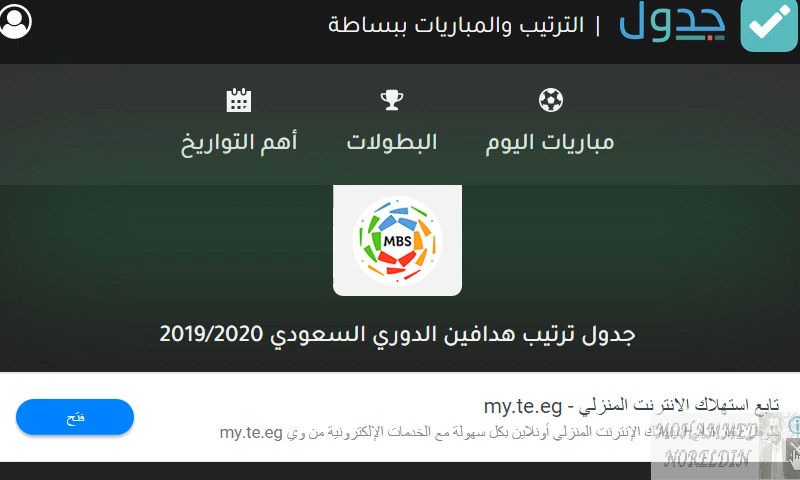 جدول | الترتيب والمباريات ببساطة
مباريات اليوم
البطولات
أهم التواريخ
MBS
جدول ترتيب هدافين الدوري السعودي 2019/2020
تابع استهلاك الانترنت المنزلي - my.te.eg
الإنترنت المنزلي أونلاين بكل سهولة مع الخدمات الإلكترونية من وي my.te.eg
فتح
MOHAMMED
NORELDIN